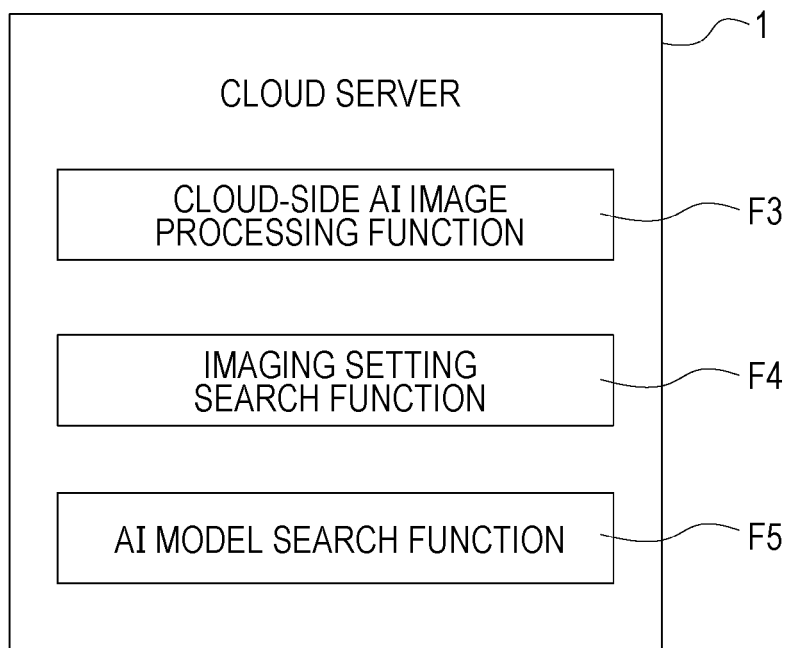 1
CLOUD SERVER
CLOUD-SIDE AI IMAGE
PROCESSING FUNCTION
F3
IMAGING SETTING
SEARCH FUNCTION
F4
AI MODEL SEARCH FUNCTION
F5